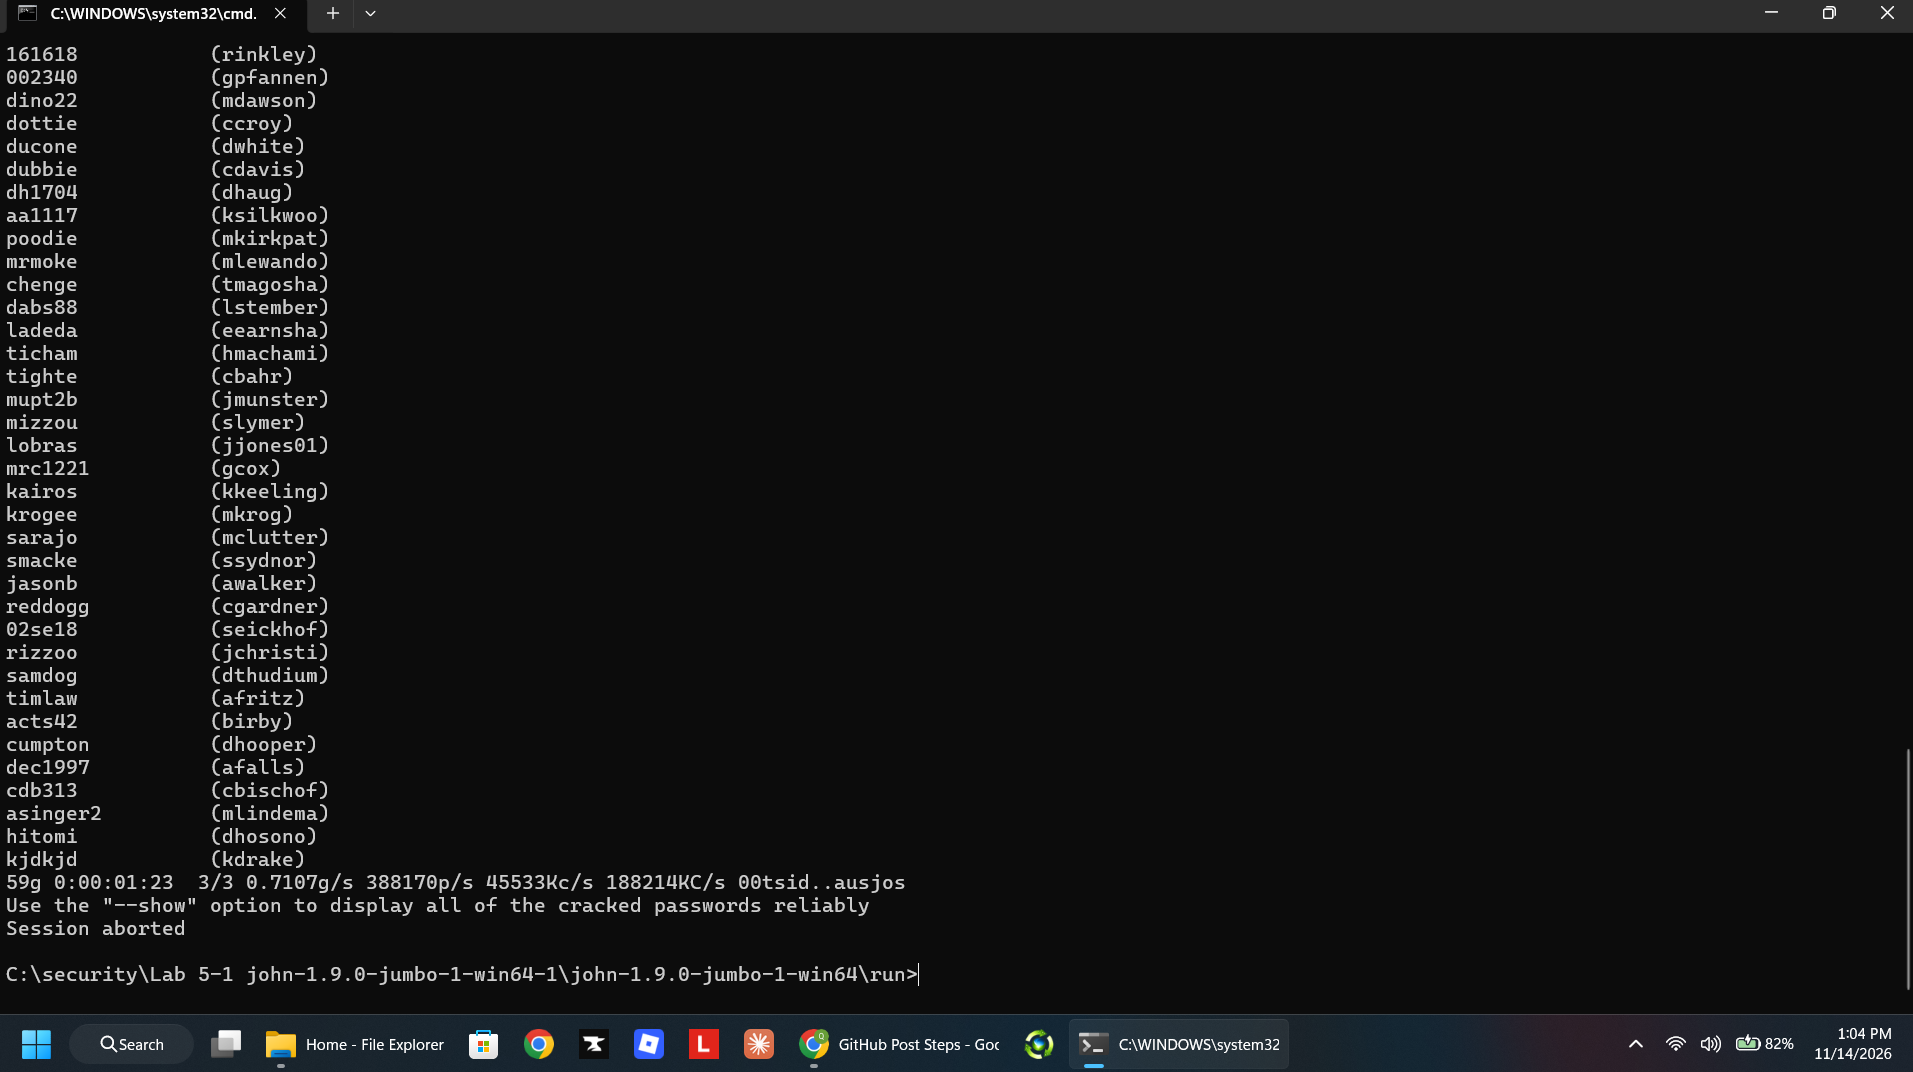 C:\WINDOWS\system32\cmd.
161618 (rinkley)
002340 (gpfannen)
dino22 (mdawson)
dottie (ccroy)
ducone (dwhite)
dubbie (cdavis)
dh1704 (dhaug)
aa1117 (ksilkwoo)
poodie (mkirkpat)
mrmoke (mlewando)
chenge (tmagosha)
dabs88 (lstember)
ladeda (eearnsha)
ticham (hmachami)
tighte (cbahr)
mupt2b (jmunster)
mizzou (slymer)
lobras (jjones01)
mrc1221 (gcox)
kairos (kkeeling)
krogee (mkrog)
sarajo (mclutter)
smacke (ssydnor)
jasonb (awalker)
reddogg (cgardner)
02se18 (seickhof)
rizzoo (jchristi)
samdog (dthudium)
timlaw (afritz)
acts42 (birby)
cumpton (dhooper)
dec1997 (afalls)
cdb313 (cbischof)
asinger2 (mlindema)
hitomi (dhosono)
kjdkjd (kdrake)
59g 0:00:01:23 3/3 0.7107g/s 388170p/s 45533Kc/s 188214KC/s 00tsid..ausjos
Use the "--show" option to display all of the cracked passwords reliably
Session aborted
C:\security\Lab 5-1 john-1.9.0-jumbo-1-win64-1\john-1.9.0-jumbo-1-win64\run>
Search
Home - File Explorer
L
Q
GitHub Post Steps - Goo
C:\WINDOWS\system32
82%
1:04 PM
11/14/2026